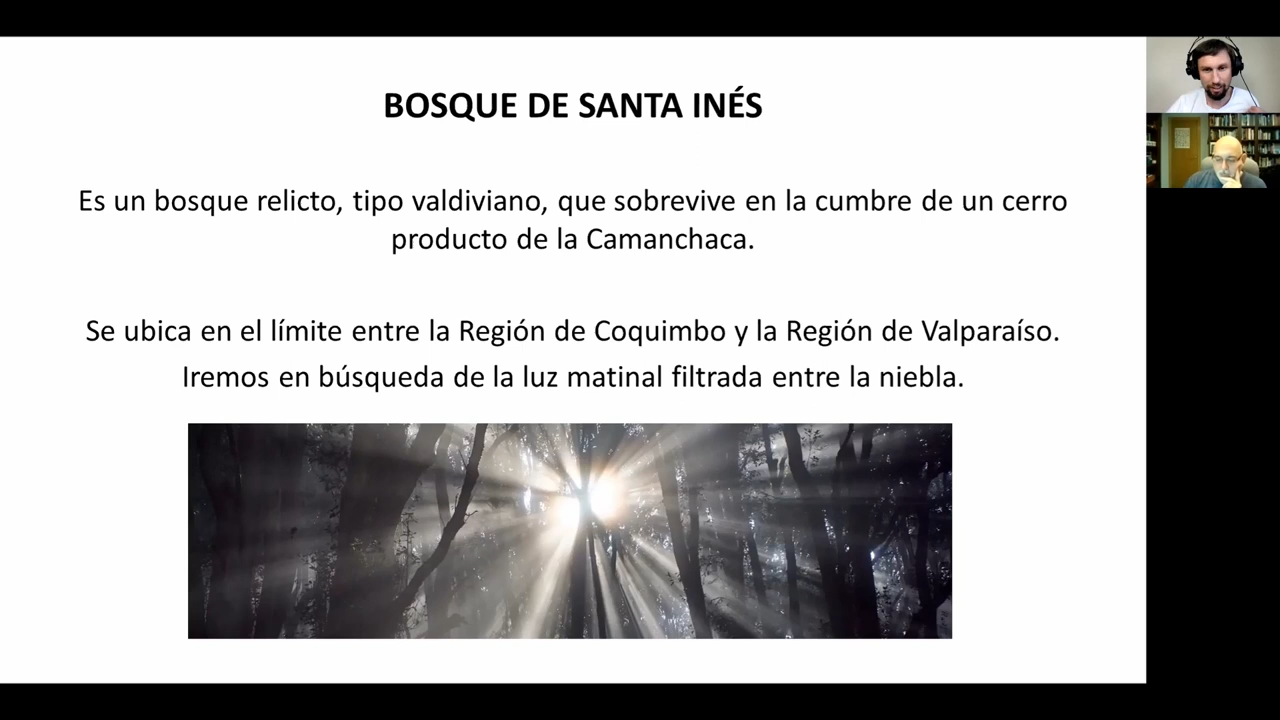 BOSQUE DE SANTA INÉS
Es un bosque relicto, tipo valdiviano, que sobrevive en la cumbre de un cerro
producto de la Camanchaca.
Se ubica en el límite entre la Región de Coquimbo y la Región de Valparaíso.
Iremos en búsqueda de la luz matinal filtrada entre la niebla.